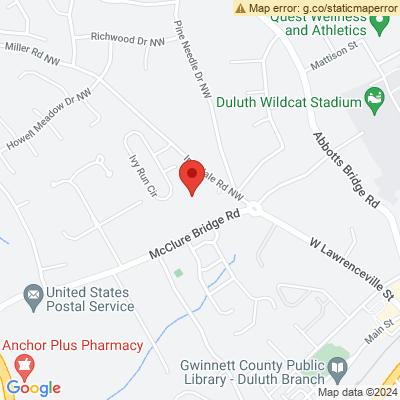 Map error: g.co/staticmaperror
Quest Wellness
and Athletics
Richwood Dr NW
Miller Rd NW
Pine Needle Dr NW
Mattison St
Howell Meadow Dr NW
Duluth Wildcat Stadium
Abbotts Bridge Rd
Ivy Run Cir
Rd NW
McClure Bridge Rd
W Lawrenceville St
United States
Postal Service
Main St
Anchor Plus Pharmacy
Gwinnett County Public
Library - Duluth Branch
Google
Map data ©2024